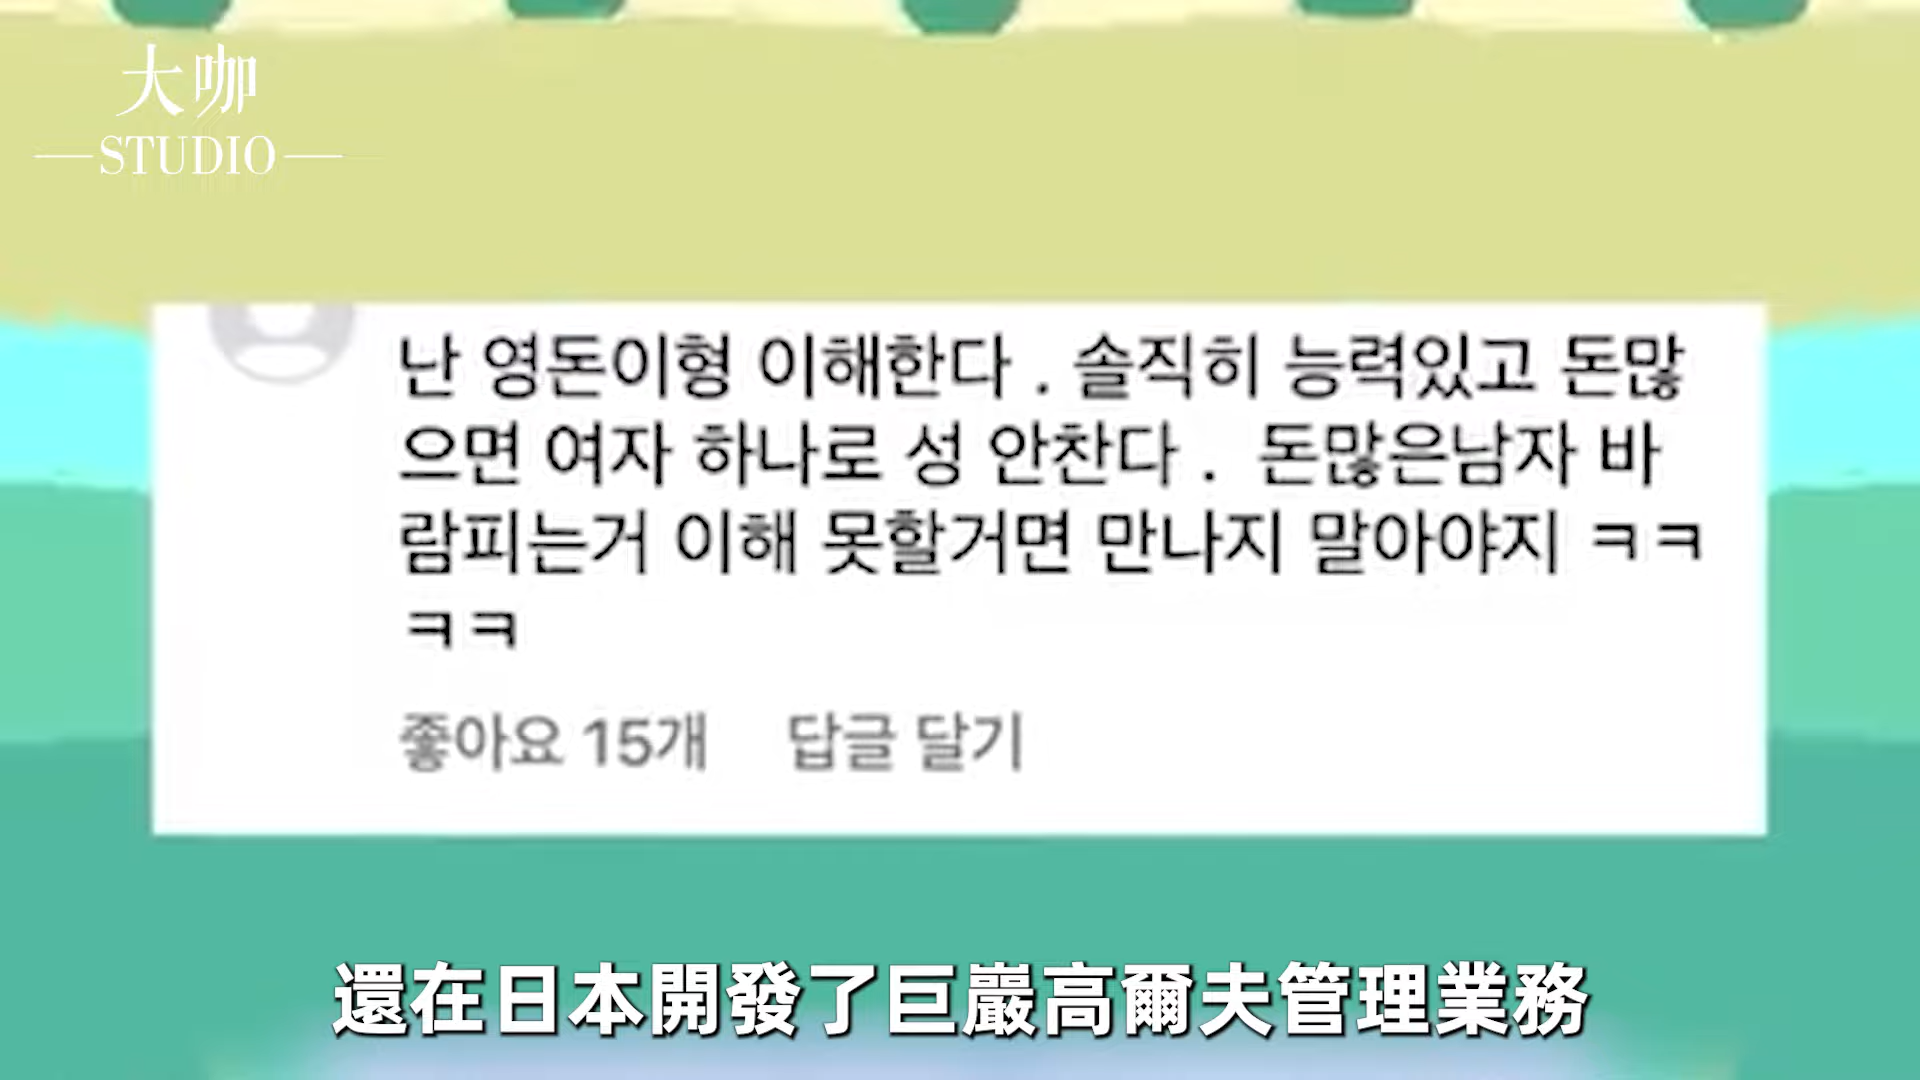 大咖
STUDIO
난 영돈이형 이해한다 . 솔직히 능력있고 돈많
으면 여자 하나로 성 안찬다 . 돈많은남자 바
람피는거 이해 못할거면 만나지 말아야지 ㅋㅋ
ㅋㅋ
좋아요 15개 답글 달기
還在日本開發了巨巖高爾夫管理業務